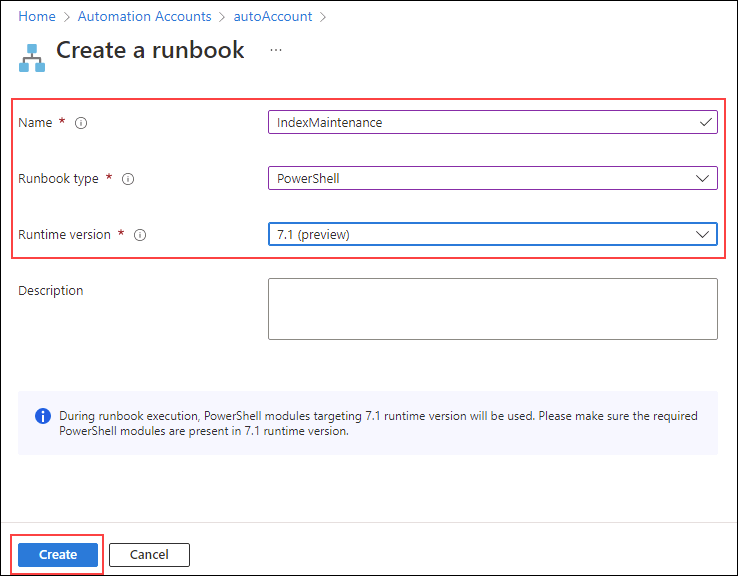 Home > Automation Accounts > autoAccount >
Create a runbook ...
Name *
IndexMaintenance
Runbook type *
PowerShell
Runtime version *
7.1 (preview)
Description
During runbook execution, PowerShell modules targeting 7.1 runtime version will be used. Please make sure the required
PowerShell modules are present in 7.1 runtime version.
Create
Cancel